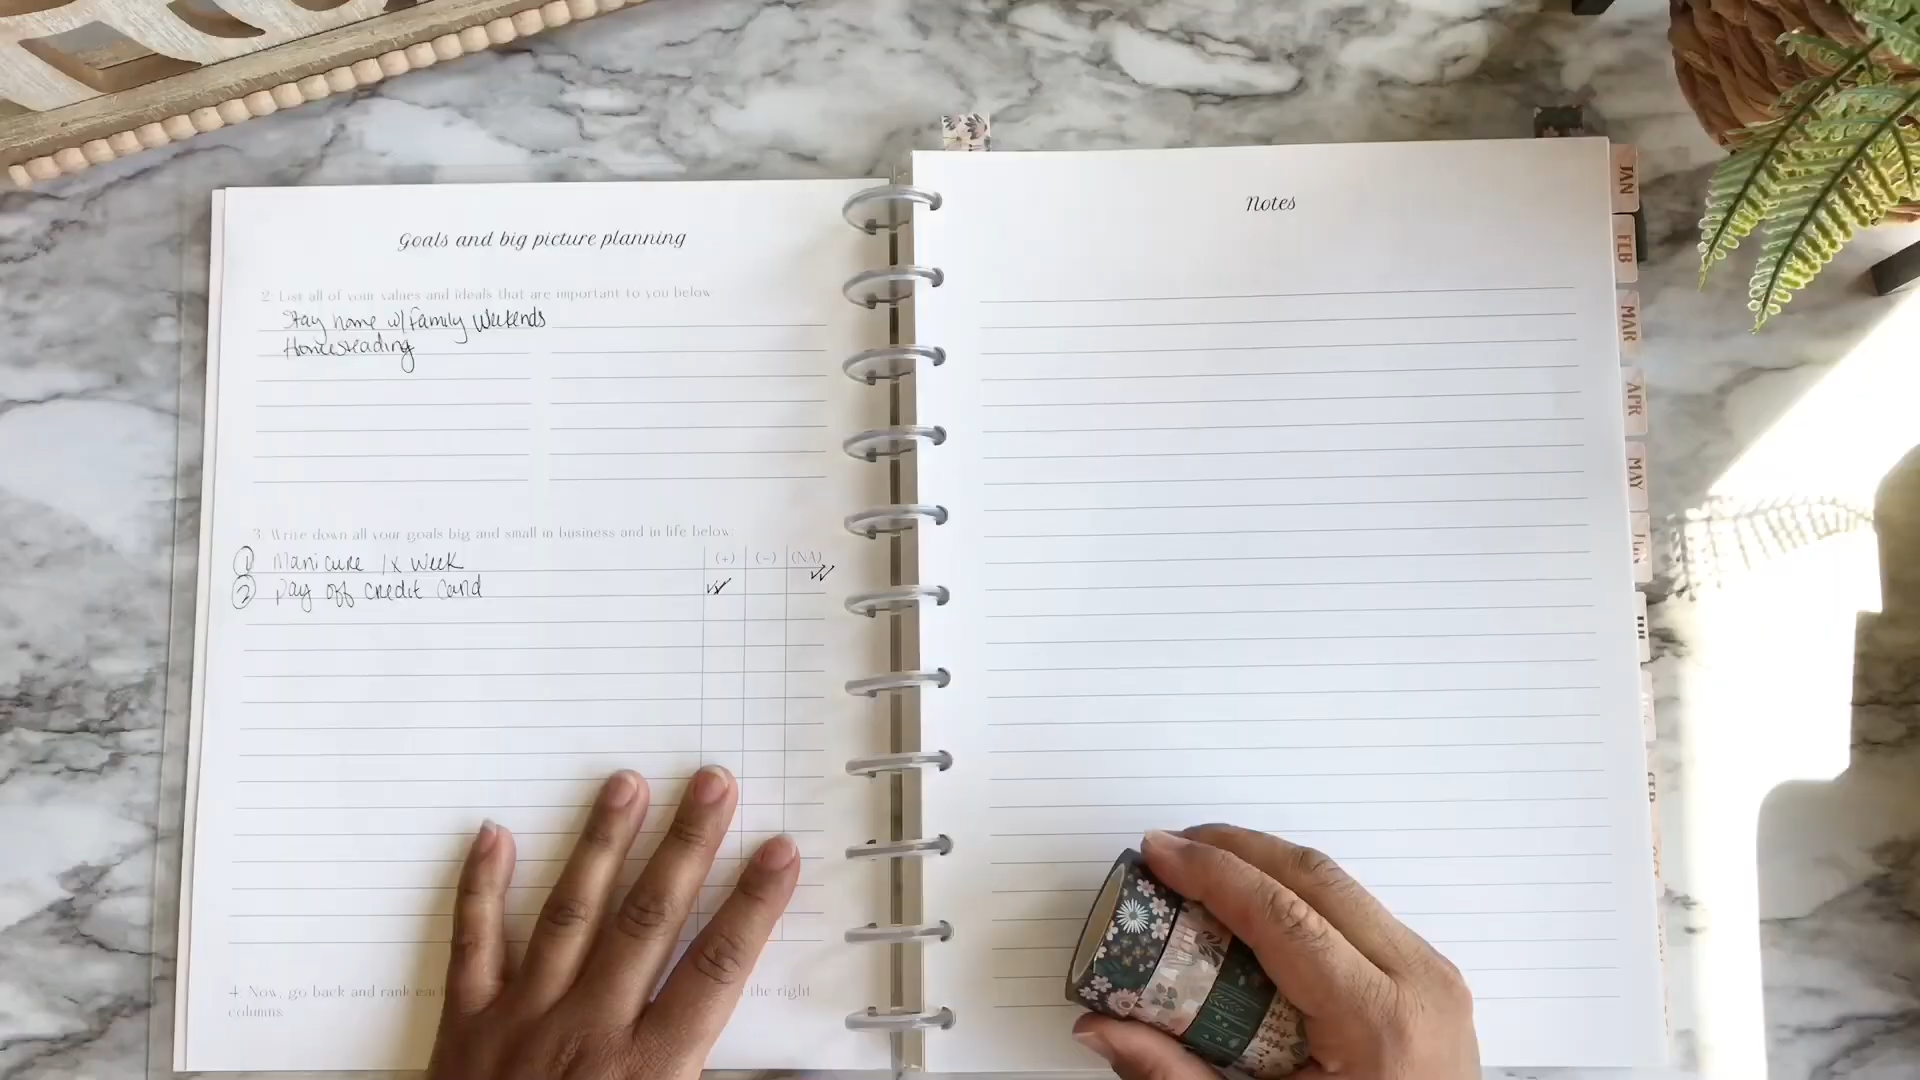 Goals and big picture planning
2: List all of your values and ideals that are important to you below
Stay home w/ Family Weekends
Homesteading
3: Write down all your goals big and small in business and in life below:
(+) (-) (NA)
① Manicure 1x week
② Pay off credit card
4: Now, go back and rank each
the right
columns
Notes
JAN
FEB
MAR
APR
MAY
JUN